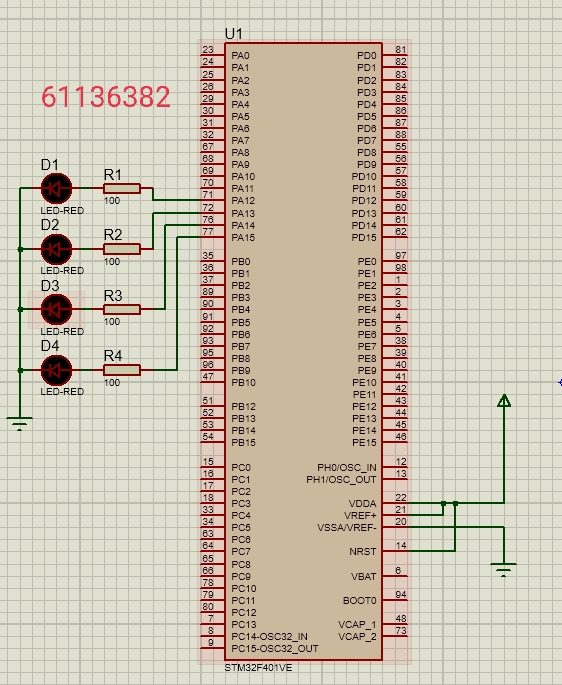 U1
61136382
23 PA0 PD0 81
24 PA1 PD1 82
25 PA2 PD2 83
26 PA3 PD3 84
29 PA4 PD4 85
30 PA5 PD5 86
31 PA6 PD6 87
32 PA7 PD7 88
67 PA8 PD8 55
68 PA9 PD9 56
69 PA10 PD10 57
70 PA11 PD11 58
71 PA12 PD12 59
72 PA13 PD13 60
76 PA14 PD14 61
77 PA15 PD15 62
D1 R1
LED-RED 100
D2 R2
LED-RED 100
D3 R3
LED-RED 100
D4 R4
LED-RED 100
35 PB0 PE0 97
36 PB1 PE1 98
37 PB2 PE2 1
89 PB3 PE3 2
90 PB4 PE4 3
91 PB5 PE5 4
92 PB6 PE6 5
93 PB7 PE7 38
95 PB8 PE8 39
96 PB9 PE9 40
47 PB10 PE10 41
PE11 42
51 PB12 PE12 43
52 PB13 PE13 44
53 PB14 PE14 45
54 PB15 PE15 46
15 PC0 PH0/OSC_IN 12
16 PC1 PH1/OSC_OUT 13
17 PC2
18 PC3 VDDA 22
33 PC4 VREF+ 21
34 PC5 VSSA/VREF- 20
63 PC6
64 PC7 NRST 14
65 PC8
66 PC9 VBAT 6
78 PC10
79 PC11 BOOT0 94
80 PC12
7 PC13 VCAP_1 48
8 PC14-OSC32_IN VCAP_2 73
9 PC15-OSC32_OUT
STM32F401VE